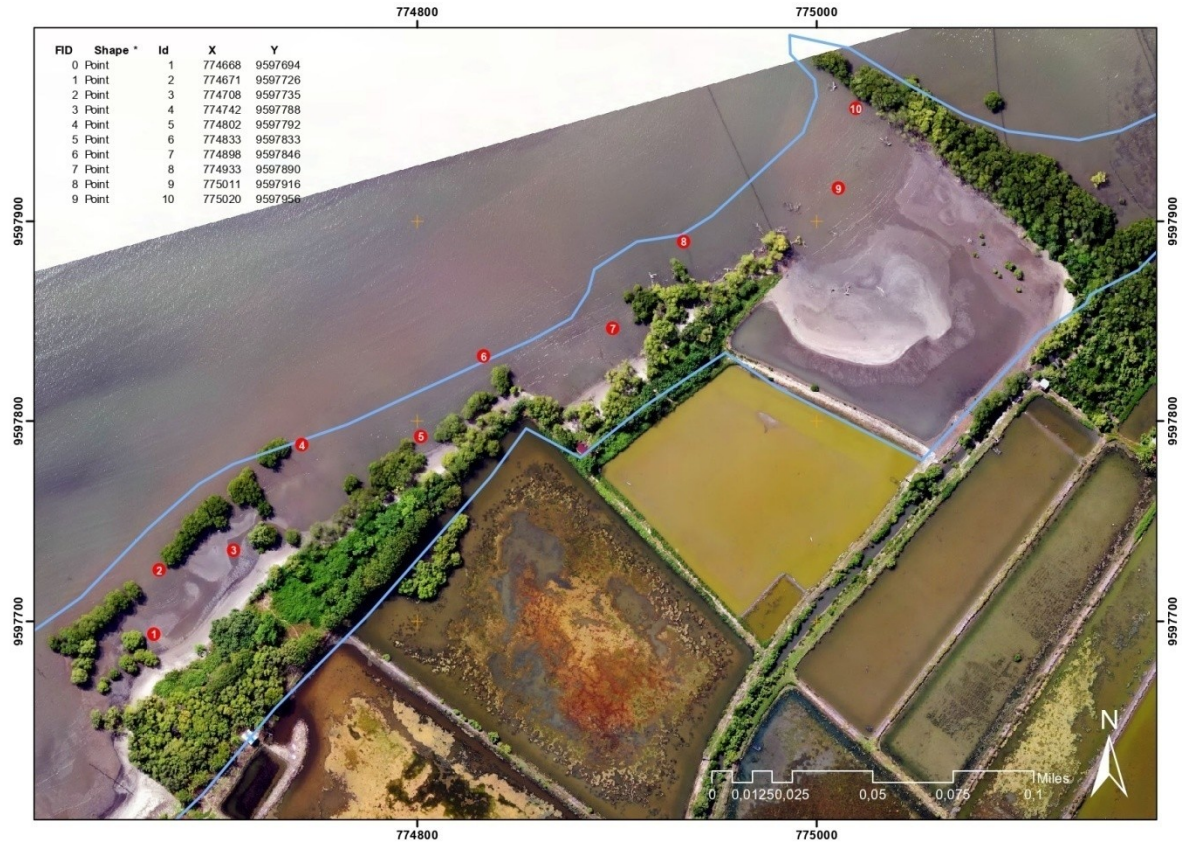 774800 775000
FID Shape * Id X Y
0 Point 1 774668 9597694
1 Point 2 774671 9597726
2 Point 3 774708 9597735
3 Point 4 774742 9597788
4 Point 5 774802 9597792
5 Point 6 774833 9597833
6 Point 7 774898 9597846
7 Point 8 774933 9597890
8 Point 9 775011 9597916
9 Point 10 775020 9597956
10
9
9597900 9597900
8
7
6
9597800 9597800
5
4
3
2
9597700 9597700
1
N
Miles
0 0,0125 0,025 0,05 0,075 0,1
774800 775000